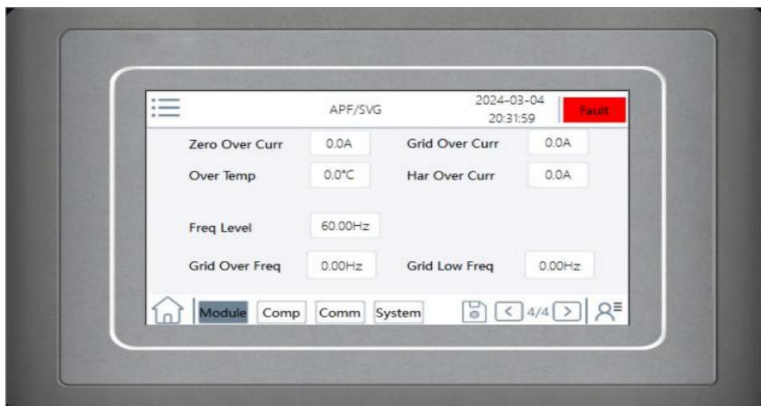 APF/SVG
2024-03-04
20:31:59
Fault
Zero Over Curr 0.0A Grid Over Curr 0.0A
Over Temp 0.0°C Har Over Curr 0.0A
Freq Level 60.00Hz
Grid Over Freq 0.00Hz Grid Low Freq 0.00Hz
Module Comp Comm System < 4/4 >